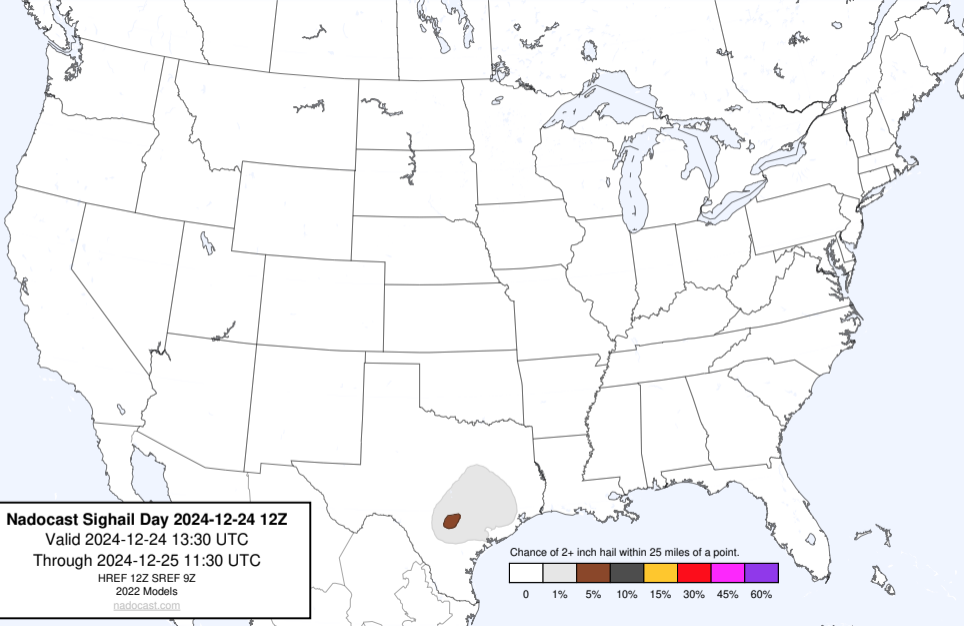 Nadocast Sighail Day 2024-12-24 12Z
Valid 2024-12-24 13:30 UTC
Through 2024-12-25 11:30 UTC
HREF 12Z SREF 9Z
2022 Models
nadocast.com
Chance of 2+ inch hail within 25 miles of a point.
0 1% 5% 10% 15% 30% 45% 60%